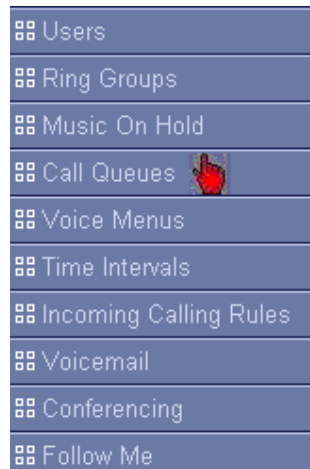 Users
Ring Groups
Music On Hold
Call Queues
Voice Menus
Time Intervals
Incoming Calling Rules
Voicemail
Conferencing
Follow Me